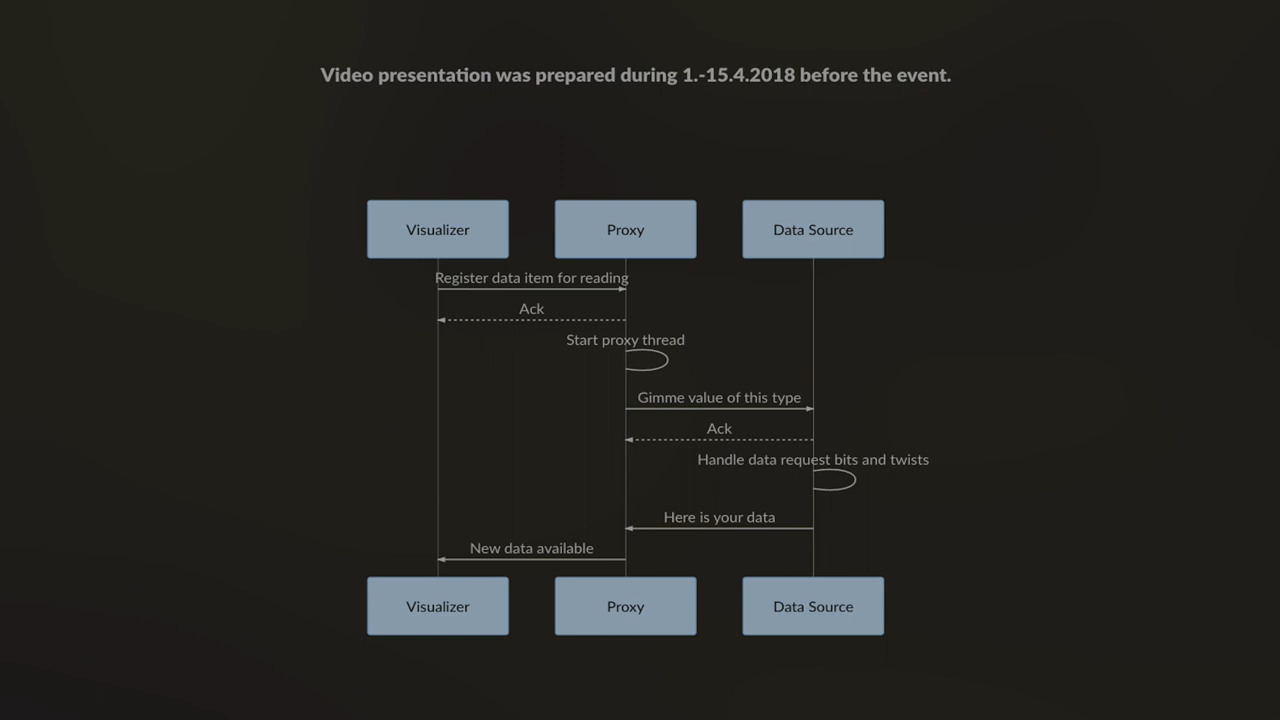 Video presentation was prepared during 1.-15.4.2018 before the event.
Visualizer Proxy Data Source
Register data item for reading
Ack
Start proxy thread
Gimme value of this type
Ack
Handle data request bits and twists
Here is your data
New data available
Visualizer Proxy Data Source